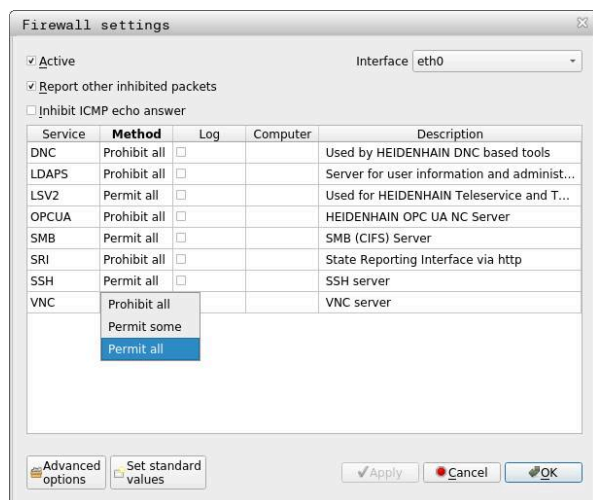 Firewall settings
Active
Interface eth0
Report other inhibited packets
Inhibit ICMP echo answer
Service Method Log Computer Description
DNC Prohibit all Used by HEIDENHAIN DNC based tools
LDAPS Prohibit all Server for user information and administ...
LSV2 Permit all Used for HEIDENHAIN Teleservice and T...
OPCUA Prohibit all HEIDENHAIN OPC UA NC Server
SMB Permit all SMB (CIFS) Server
SRI Prohibit all State Reporting Interface via http
SSH Permit all SSH server
VNC VNC server
Prohibit all
Permit some
Permit all
Advanced options
Set standard values
Apply
Cancel
OK